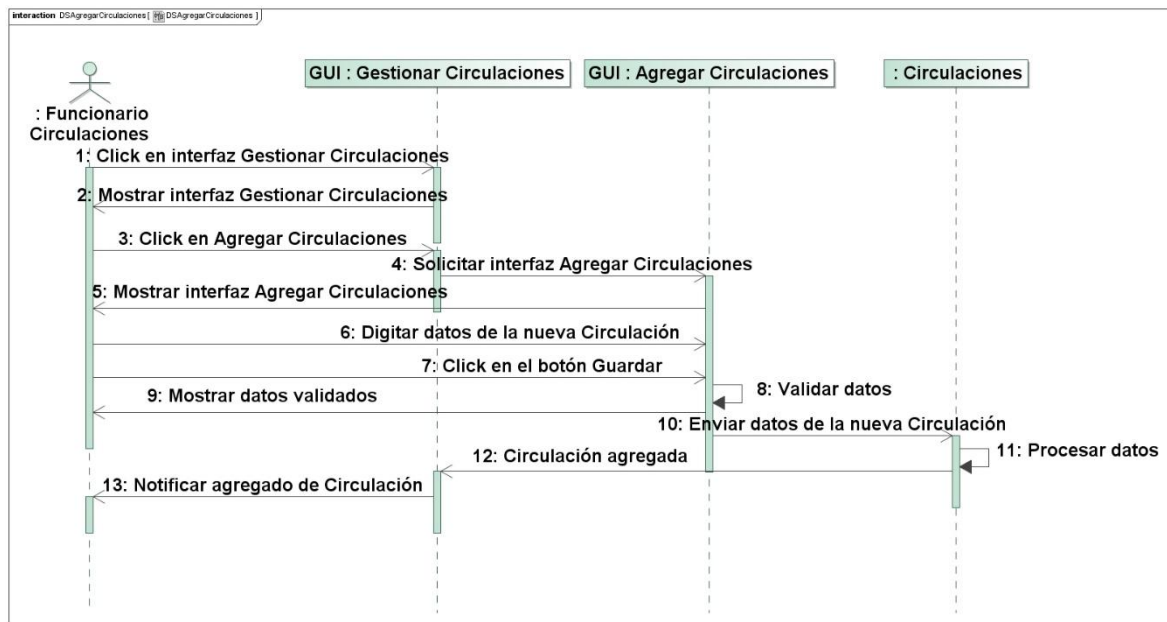 interaction DSAgregarCirculaciones [ DSAgregarCirculaciones ]
GUI : Gestionar Circulaciones
GUI : Agregar Circulaciones
: Circulaciones
: Funcionario
Circulaciones
1: Click en interfaz Gestionar Circulaciones
2: Mostrar interfaz Gestionar Circulaciones
3: Click en Agregar Circulaciones
4: Solicitar interfaz Agregar Circulaciones
5: Mostrar interfaz Agregar Circulaciones
6: Digitar datos de la nueva Circulación
7: Click en el botón Guardar
8: Validar datos
9: Mostrar datos validados
10: Enviar datos de la nueva Circulación
11: Procesar datos
12: Circulación agregada
13: Notificar agregado de Circulación